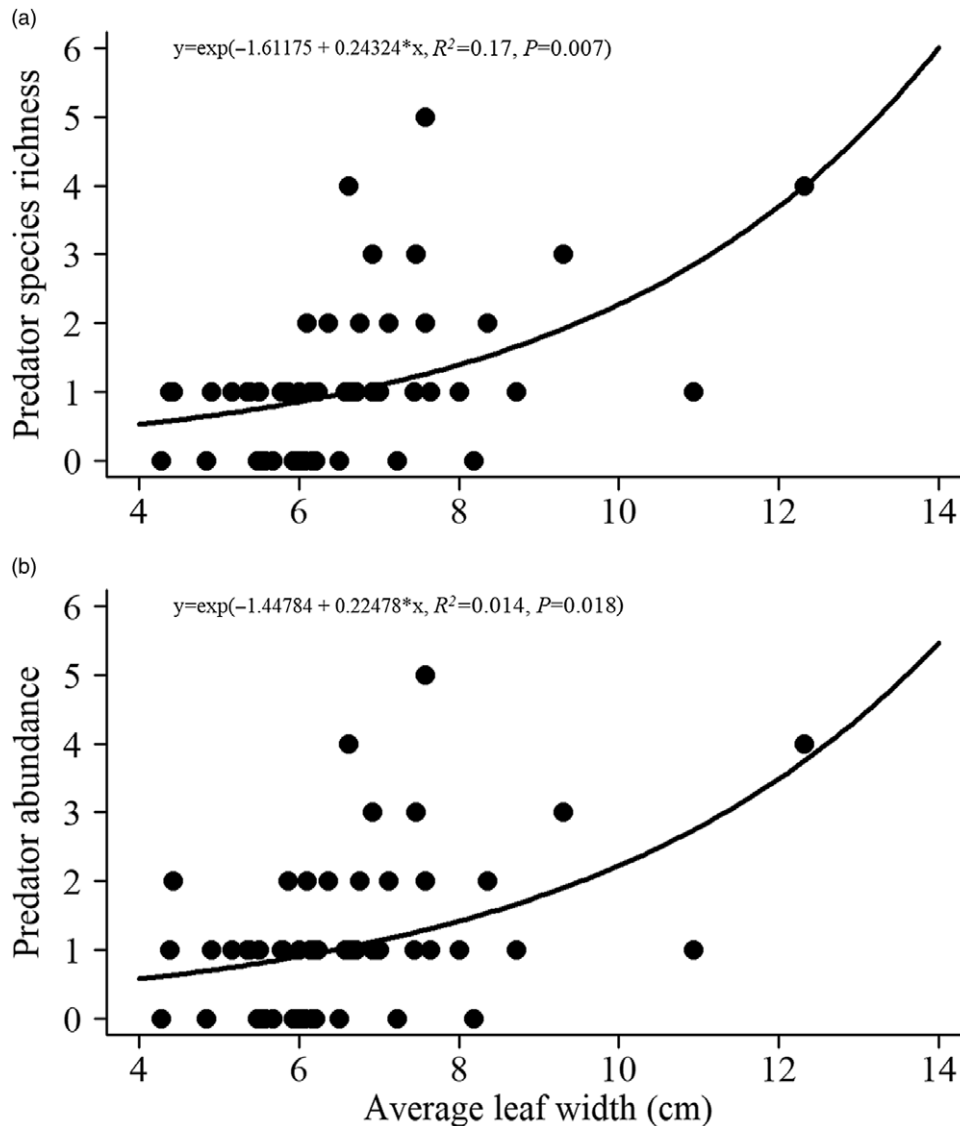 (a)
y=exp(−1.61175 + 0.24324*x, R²=0.17, P=0.007)
Predator species richness
6
5
4
3
2
1
0
4 6 8 10 12 14
(b)
y=exp(−1.44784 + 0.22478*x, R²=0.014, P=0.018)
Predator abundance
6
5
4
3
2
1
0
4 6 8 10 12 14
Average leaf width (cm)